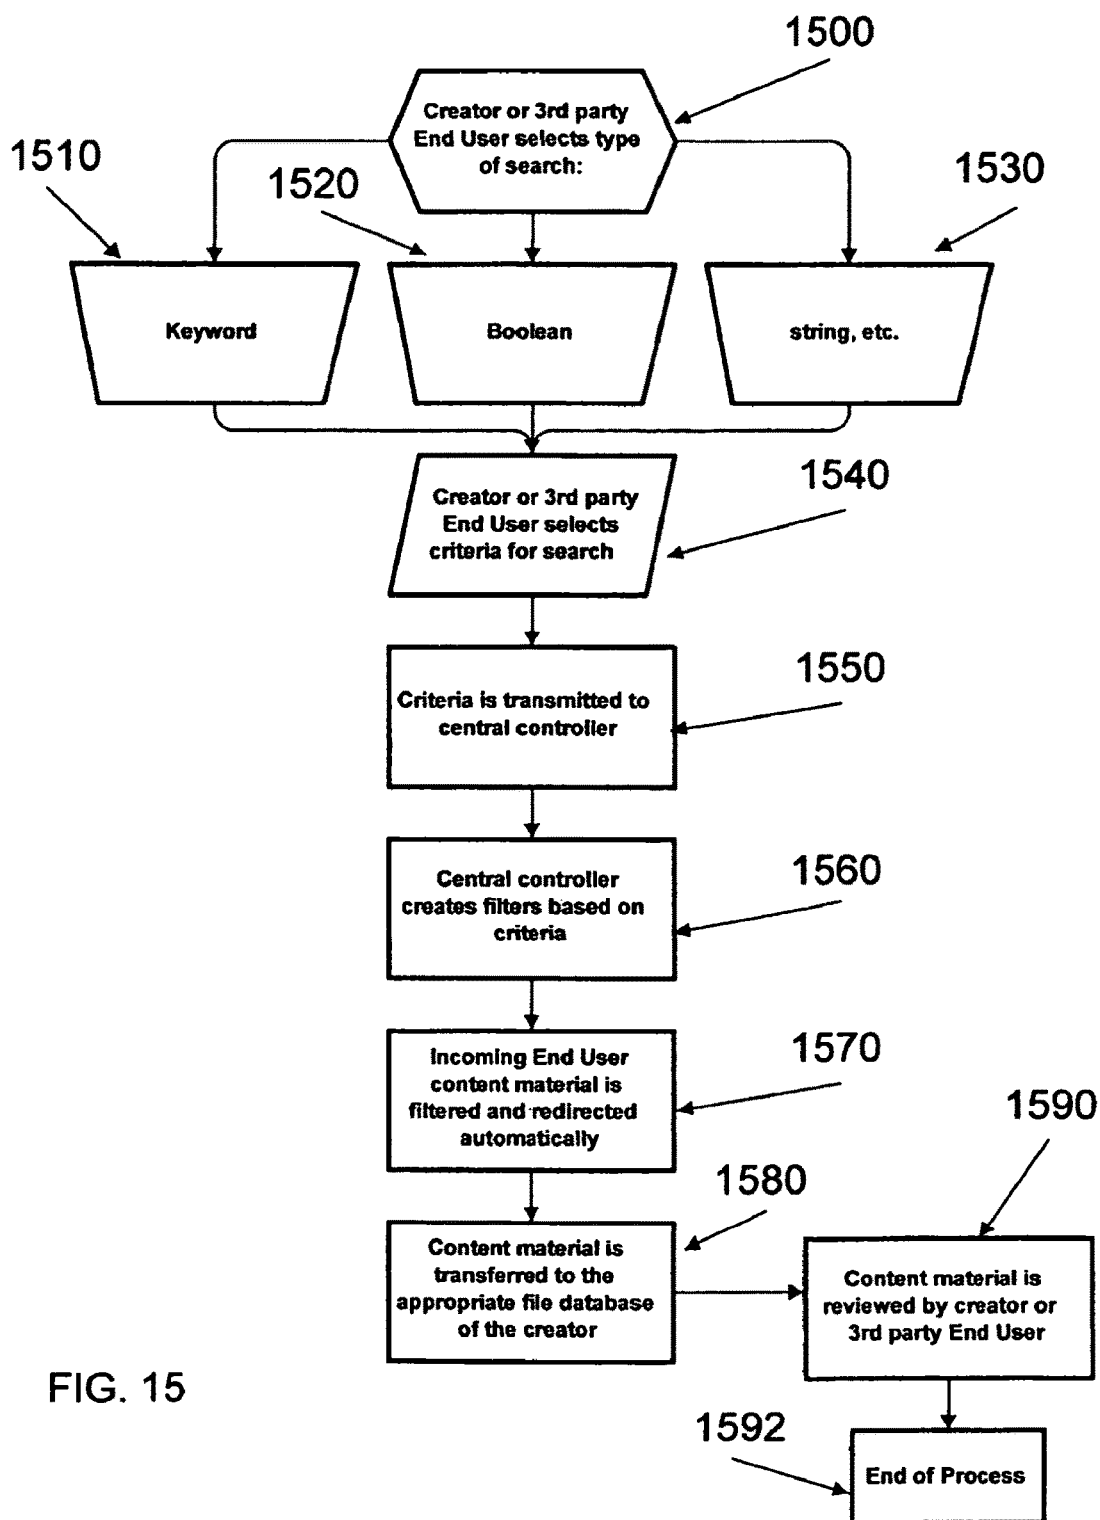 1500
Creator or 3rd party
End User selects type
of search:
1510
1520
1530
Keyword
Boolean
string, etc.
1540
Creator or 3rd party
End User selects
criteria for search
1550
Criteria is transmitted to
central controller
1560
Central controller
creates filters based on
criteria
1570
Incoming End User
content material is
filtered and redirected
automatically
1580
Content material is
transferred to the
appropriate file database
of the creator
1590
Content material is
reviewed by creator or
3rd party End User
FIG. 15
1592
End of Process